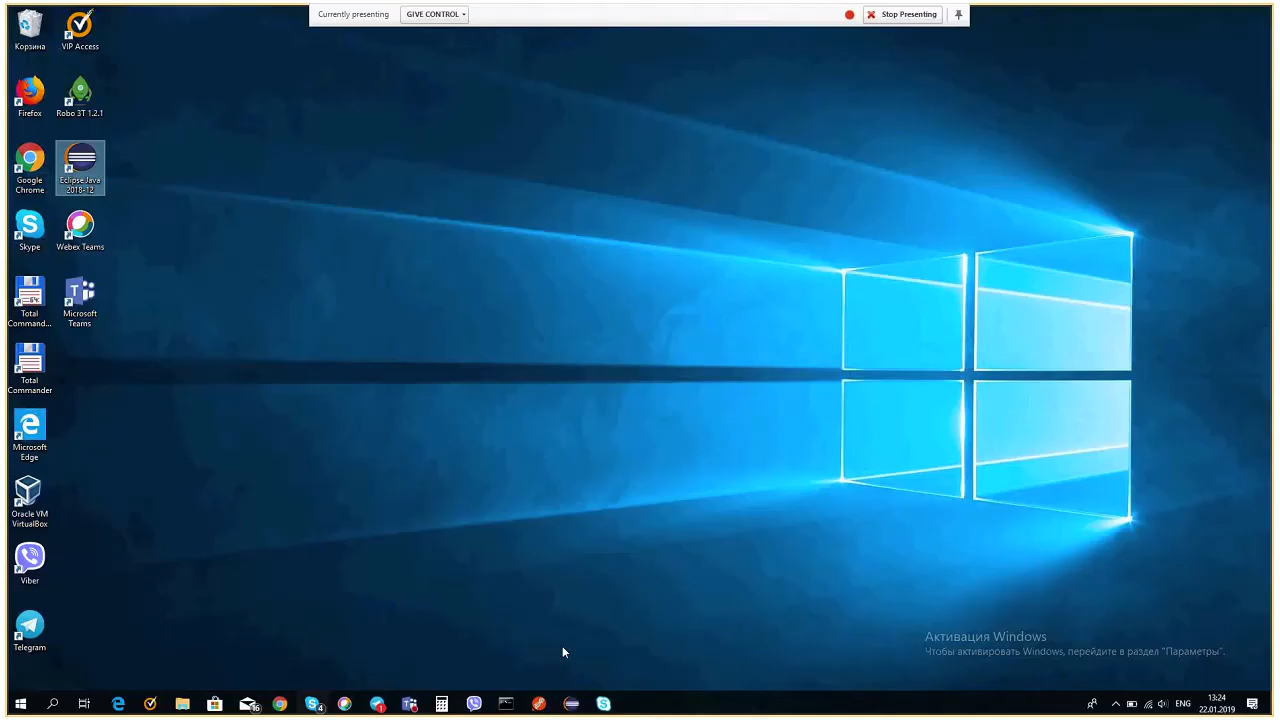 Currently presenting
GIVE CONTROL
Stop Presenting
Корзина
VIP Access
Firefox
Robo 3T 1.2.1
Google
Chrome
Eclipse Java
2018-12
Skype
Webex Teams
Total
Command...
Microsoft
Teams
Total
Commander
Microsoft
Edge
Oracle VM
VirtualBox
Viber
Telegram
Активация Windows
Чтобы активировать Windows, перейдите в раздел "Параметры".
4
1
ENG
13:24
22.01.2019